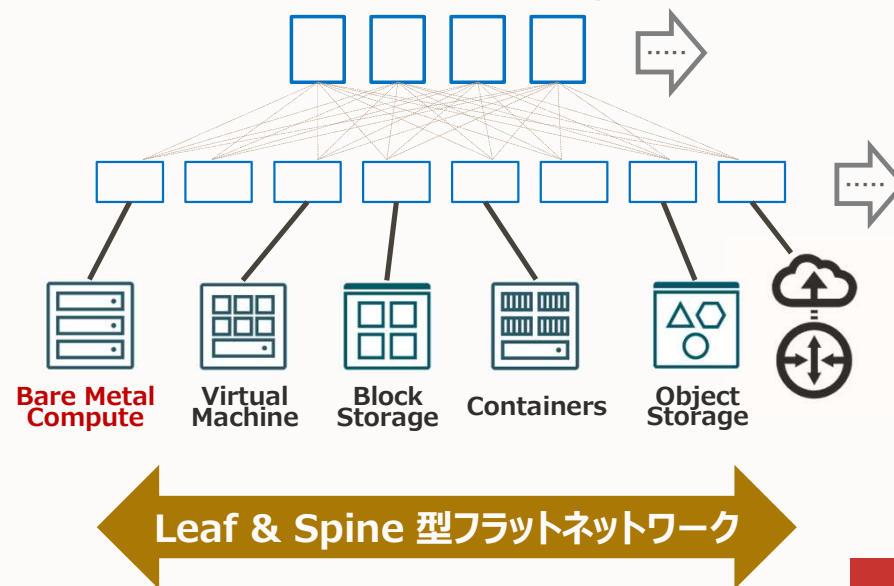 .....
.....
Bare Metal
Compute
Virtual
Machine
Block
Storage
Containers
Object
Storage
Leaf & Spine 型フラットネットワーク